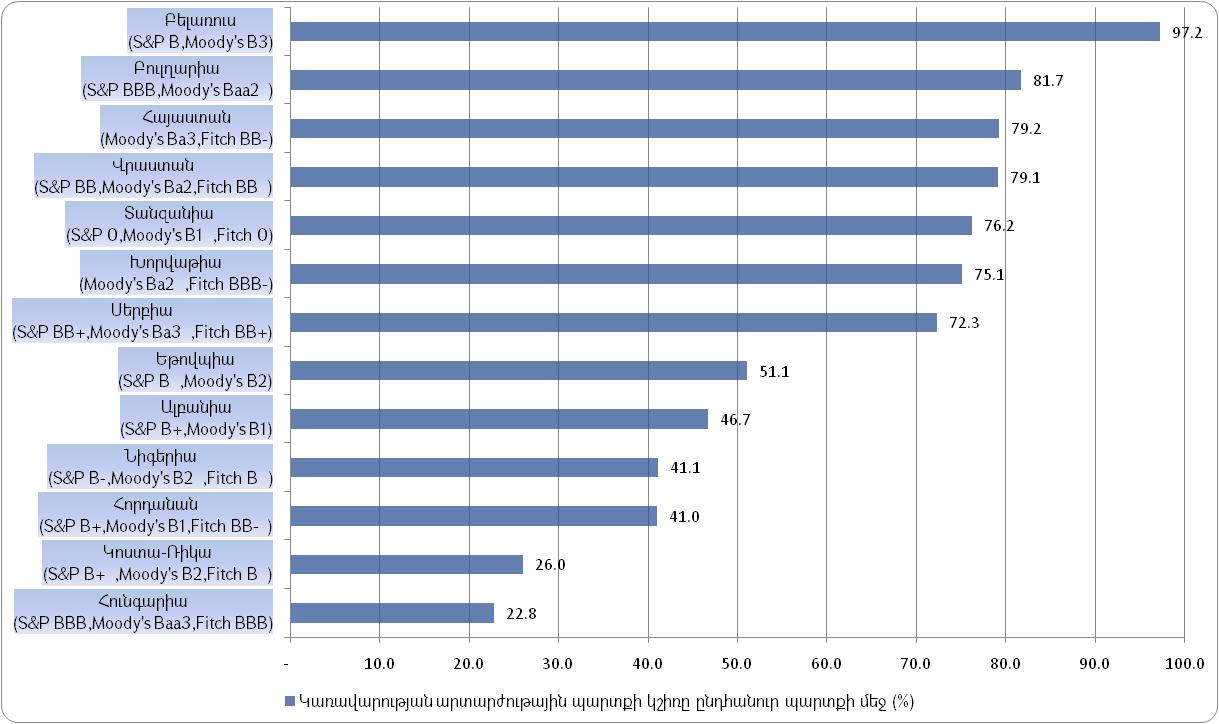 Բելառուս
(S&P B,Moody's B3)
97.2
Բուլղարիա
(S&P BBB,Moody's Baa2 )
81.7
Հայաստան
(Moody's Ba3,Fitch BB-)
79.2
Վրաստան
(S&P BB,Moody's Ba2,Fitch BB )
79.1
Տանզանիա
(S&P 0,Moody's B1 ,Fitch 0)
76.2
Խորվաթիա
(Moody's Ba2 ,Fitch BBB-)
75.1
Սերբիա
(S&P BB+,Moody's Ba3 ,Fitch BB+)
72.3
Եթովպիա
(S&P B ,Moody's B2)
51.1
Ալբանիա
(S&P B+,Moody's B1)
46.7
Նիգերիա
(S&P B-,Moody's B2 ,Fitch B )
41.1
Հորդանան
(S&P B+,Moody's B1,Fitch BB- )
41.0
Կոստա-Ռիկա
(S&P B+ ,Moody's B2,Fitch B )
26.0
Հունգարիա
(S&P BBB,Moody's Baa3,Fitch BBB)
22.8
- 10.0 20.0 30.0 40.0 50.0 60.0 70.0 80.0 90.0 100.0
Կառավարության արտարժութային պարտքի կշիռը ընդհանուր պարտքի մեջ (%)